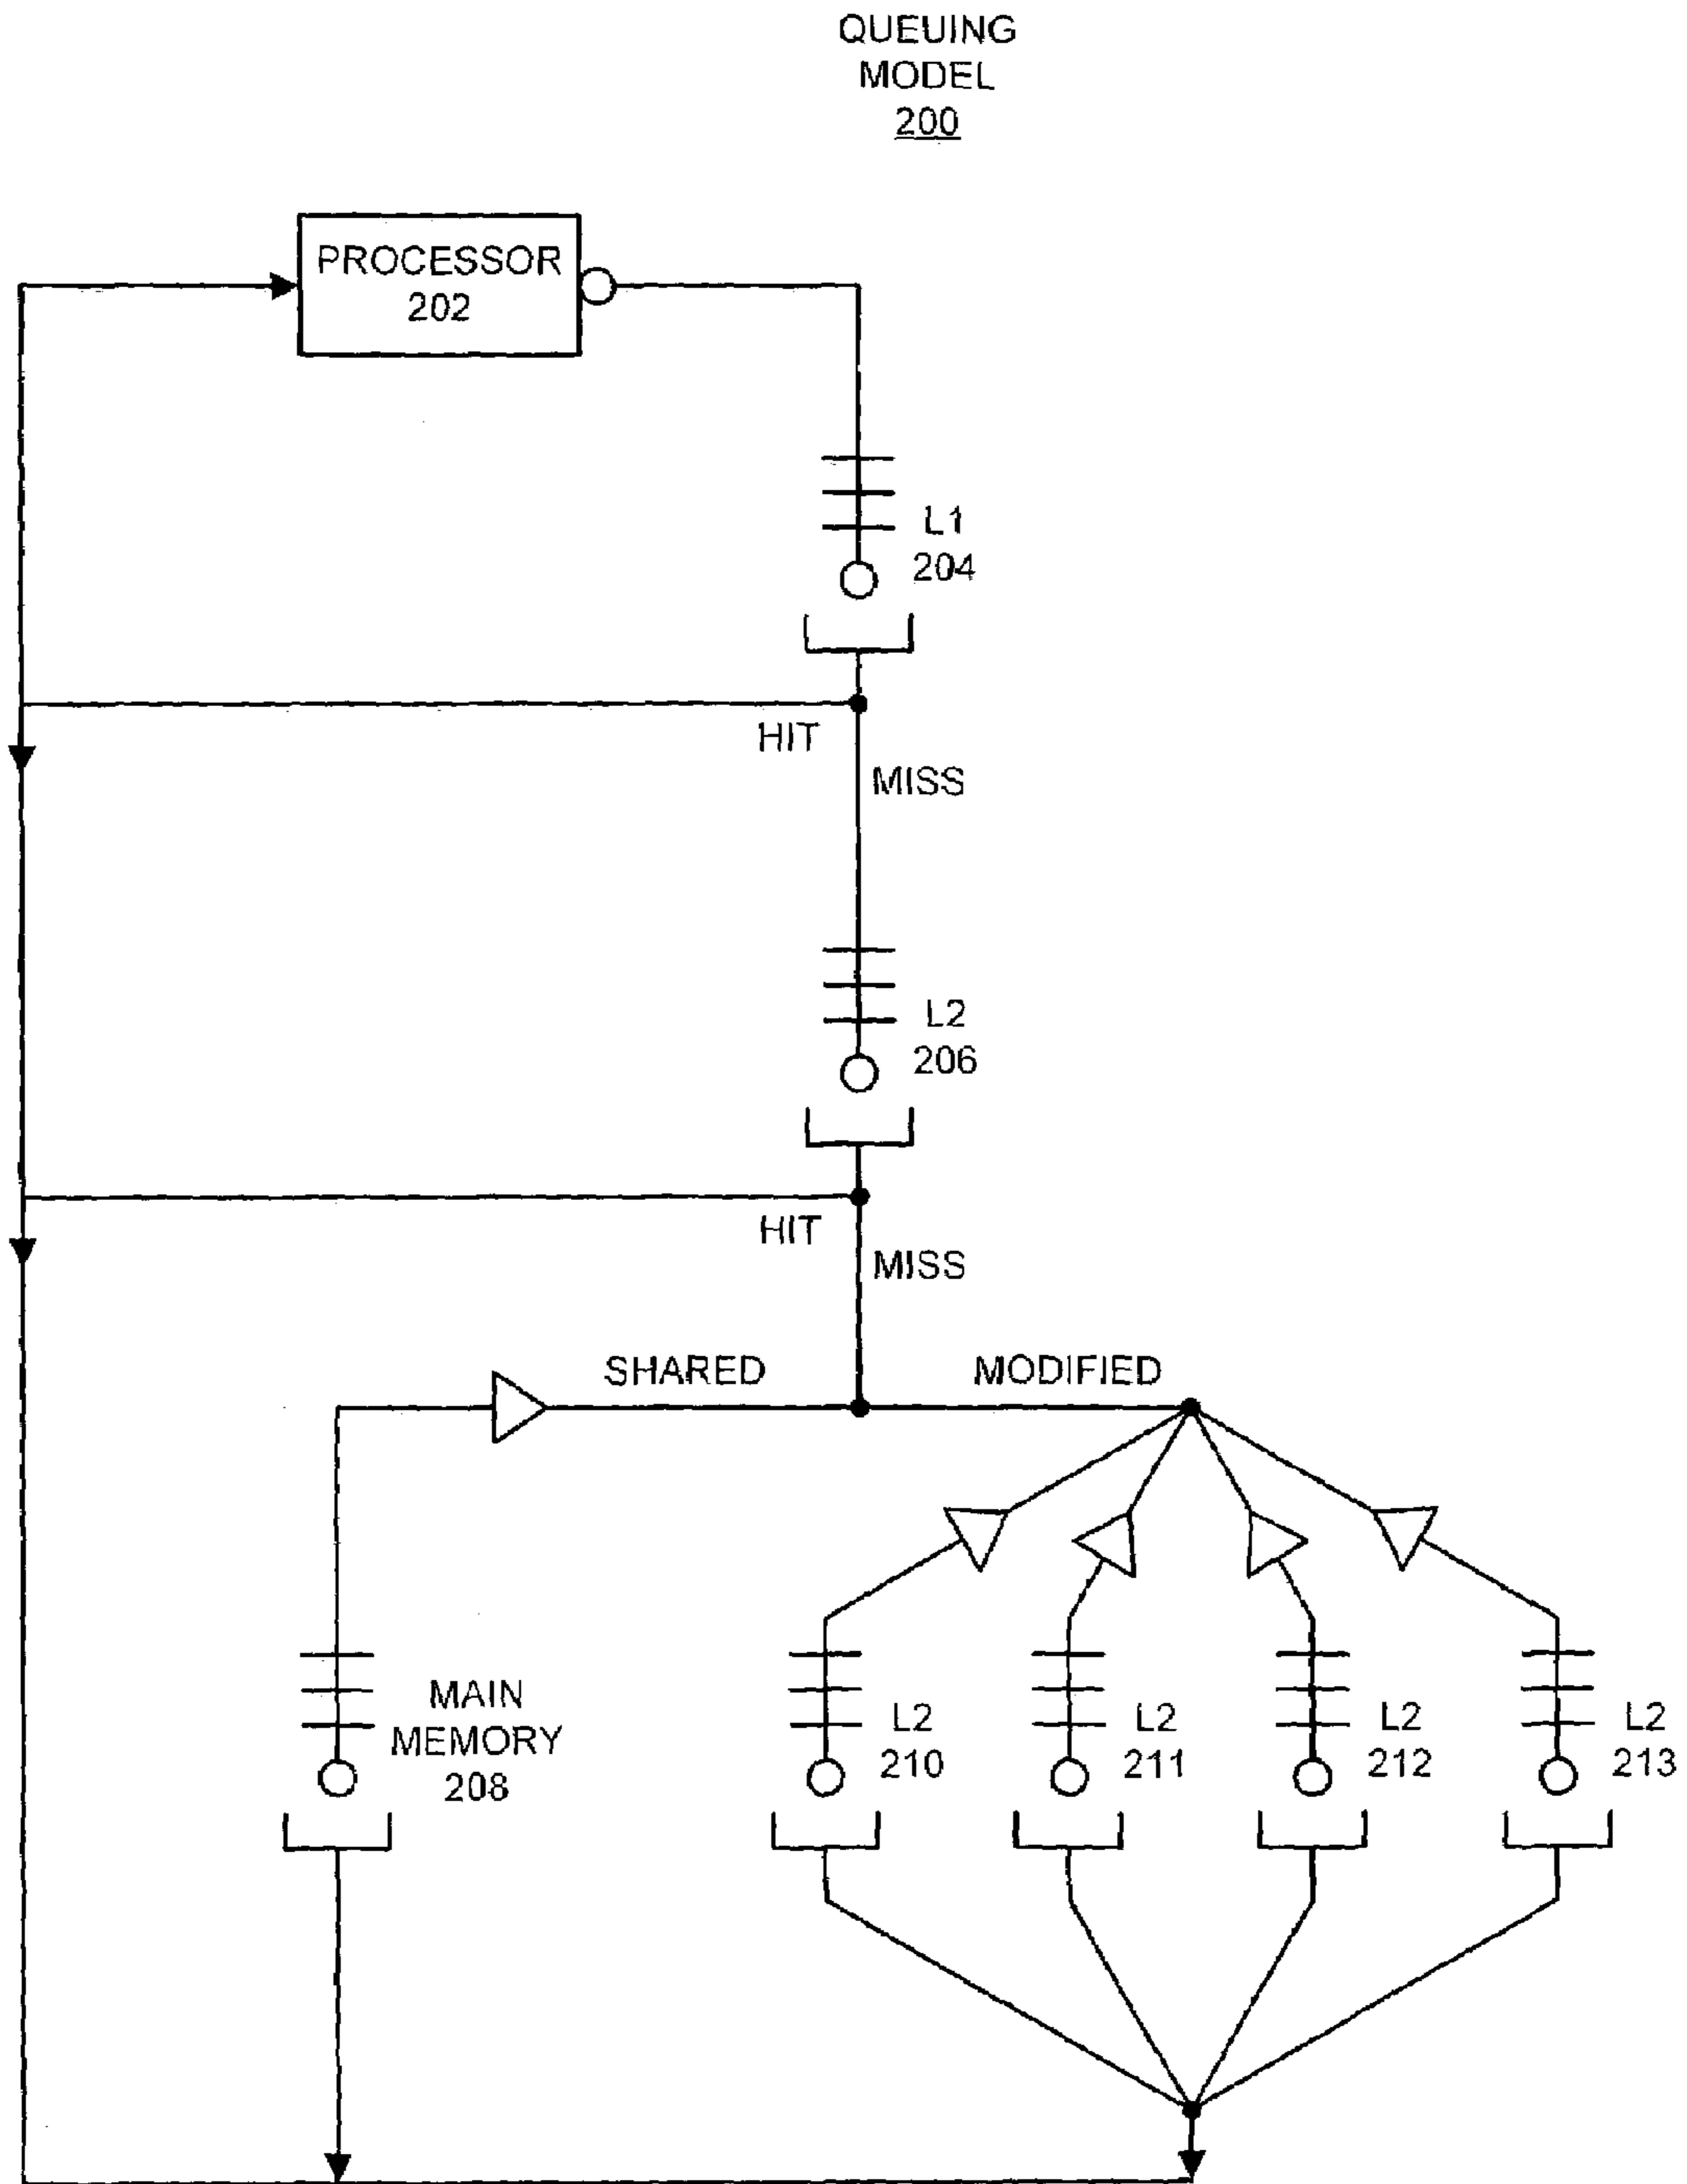 QUEUING
MODEL
200
PROCESSOR
202
L1
204
HIT
MISS
L2
206
HIT
MISS
SHARED
MODIFIED
MAIN
MEMORY
208
L2
210
L2
211
L2
212
L2
213